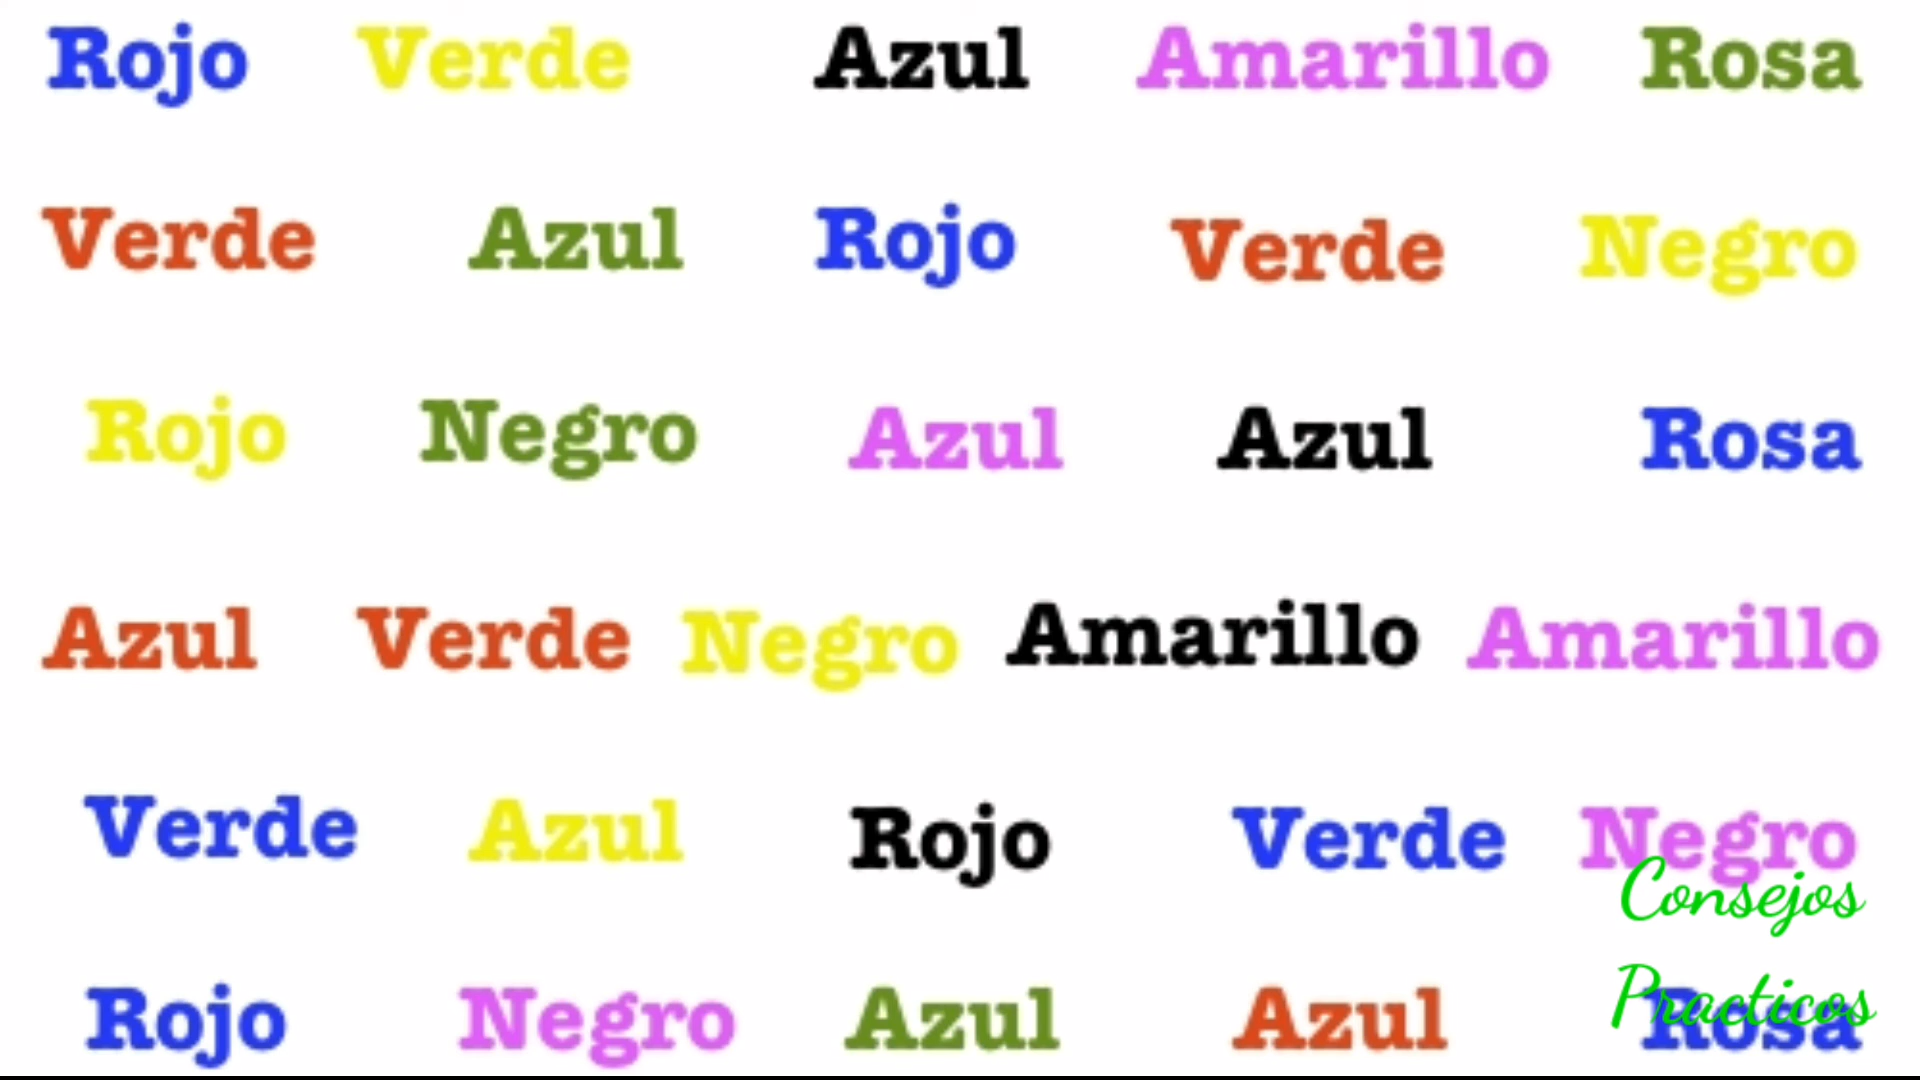 Rojo Verde Azul Amarillo Rosa
Verde Azul Rojo Verde Negro
Rojo Negro Azul Azul Rosa
Azul Verde Negro Amarillo Amarillo
Verde Azul Rojo Verde Negro
Consejos
Practicos
Rojo Negro Azul Azul Rosa